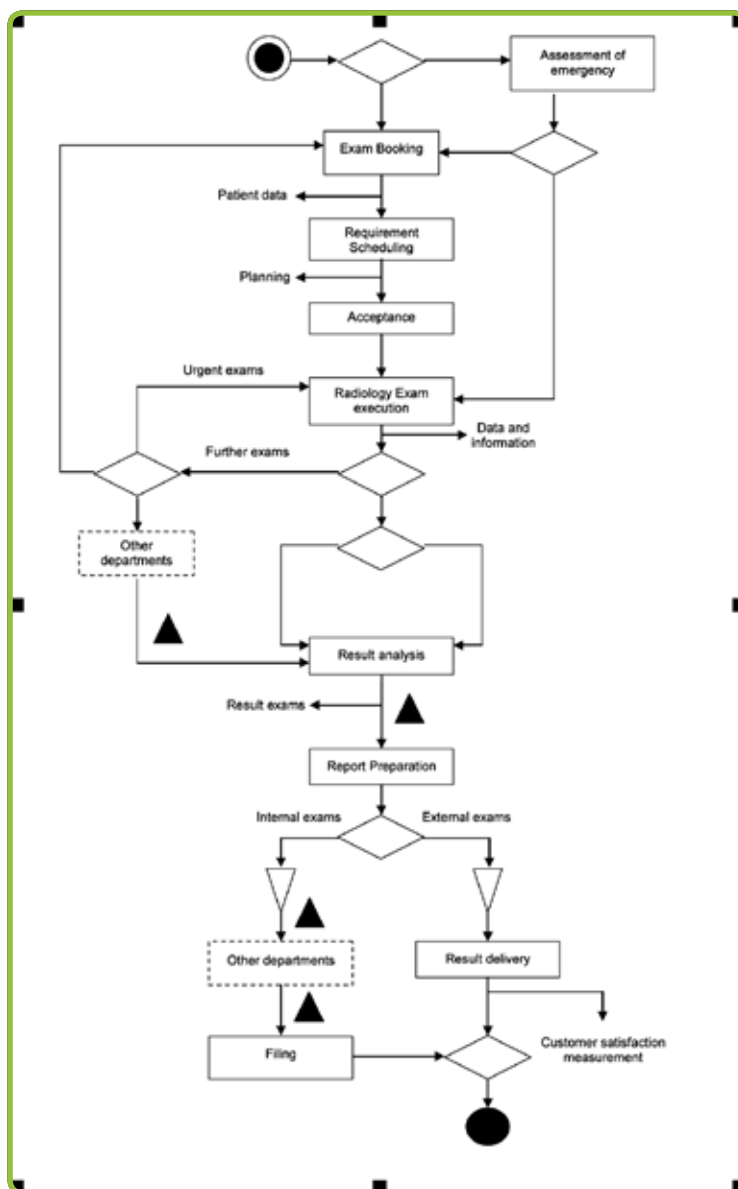 Assessment of
emergency
Exam Booking
Patient data
Requirement
Scheduling
Planning
Acceptance
Urgent exams
Radiology Exam
execution
Data and
information
Further exams
Other
departments
Result analysis
Result exams
Report Preparation
Internal exams
External exams
Other departments
Result delivery
Filing
Customer satisfaction
measurement